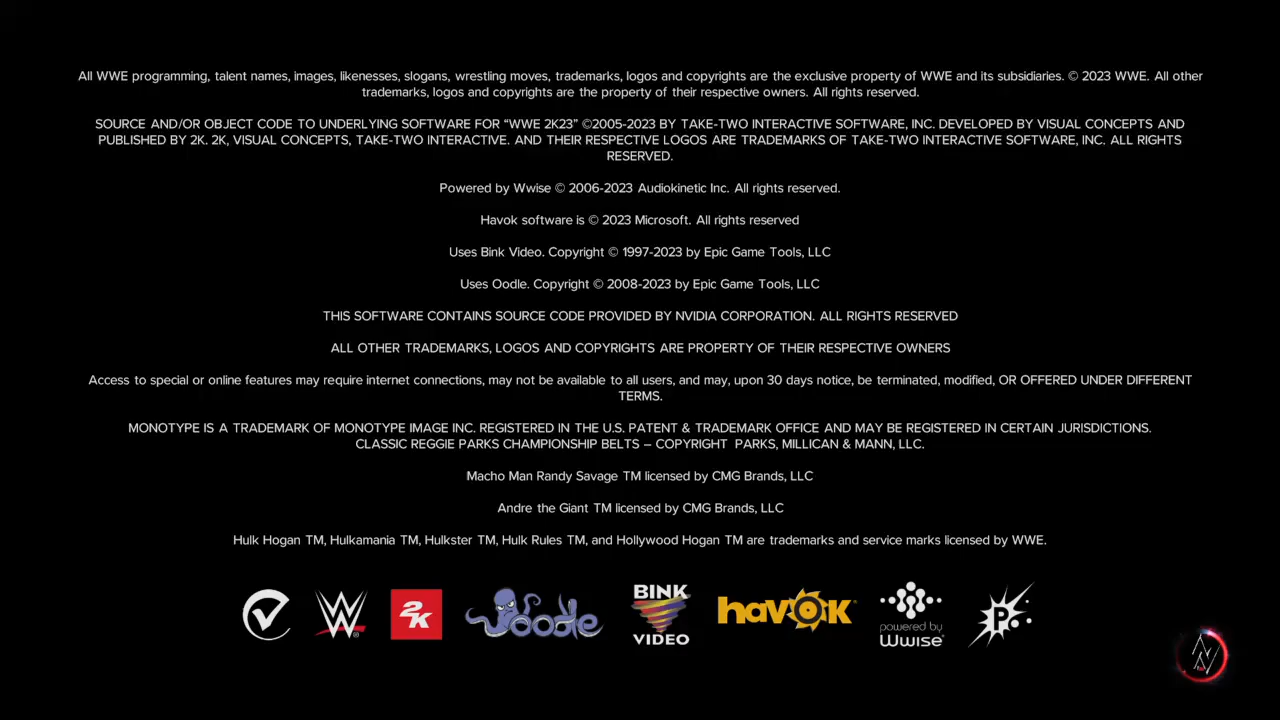 All WWE programming, talent names, images, likenesses, slogans, wrestling moves, trademarks, logos and copyrights are the exclusive property of WWE and its subsidiaries. © 2023 WWE. All other
trademarks, logos and copyrights are the property of their respective owners. All rights reserved.
SOURCE AND/OR OBJECT CODE TO UNDERLYING SOFTWARE FOR “WWE 2K23” ©2005-2023 BY TAKE-TWO INTERACTIVE SOFTWARE, INC. DEVELOPED BY VISUAL CONCEPTS AND
PUBLISHED BY 2K. 2K, VISUAL CONCEPTS, TAKE-TWO INTERACTIVE. AND THEIR RESPECTIVE LOGOS ARE TRADEMARKS OF TAKE-TWO INTERACTIVE SOFTWARE, INC. ALL RIGHTS
RESERVED.
Powered by Wwise © 2006-2023 Audiokinetic Inc. All rights reserved.
Havok software is © 2023 Microsoft. All rights reserved
Uses Bink Video. Copyright © 1997-2023 by Epic Game Tools, LLC
Uses Oodle. Copyright © 2008-2023 by Epic Game Tools, LLC
THIS SOFTWARE CONTAINS SOURCE CODE PROVIDED BY NVIDIA CORPORATION. ALL RIGHTS RESERVED
ALL OTHER TRADEMARKS, LOGOS AND COPYRIGHTS ARE PROPERTY OF THEIR RESPECTIVE OWNERS
Access to special or online features may require internet connections, may not be available to all users, and may, upon 30 days notice, be terminated, modified, OR OFFERED UNDER DIFFERENT
TERMS.
MONOTYPE IS A TRADEMARK OF MONOTYPE IMAGE INC. REGISTERED IN THE U.S. PATENT & TRADEMARK OFFICE AND MAY BE REGISTERED IN CERTAIN JURISDICTIONS.
CLASSIC REGGIE PARKS CHAMPIONSHIP BELTS – COPYRIGHT PARKS, MILLICAN & MANN, LLC.
Macho Man Randy Savage TM licensed by CMG Brands, LLC
Andre the Giant TM licensed by CMG Brands, LLC
Hulk Hogan TM, Hulkamania TM, Hulkster TM, Hulk Rules TM, and Hollywood Hogan TM are trademarks and service marks licensed by WWE.
W 2K Oodle BINK VIDEO havok® powered by Wwise® P